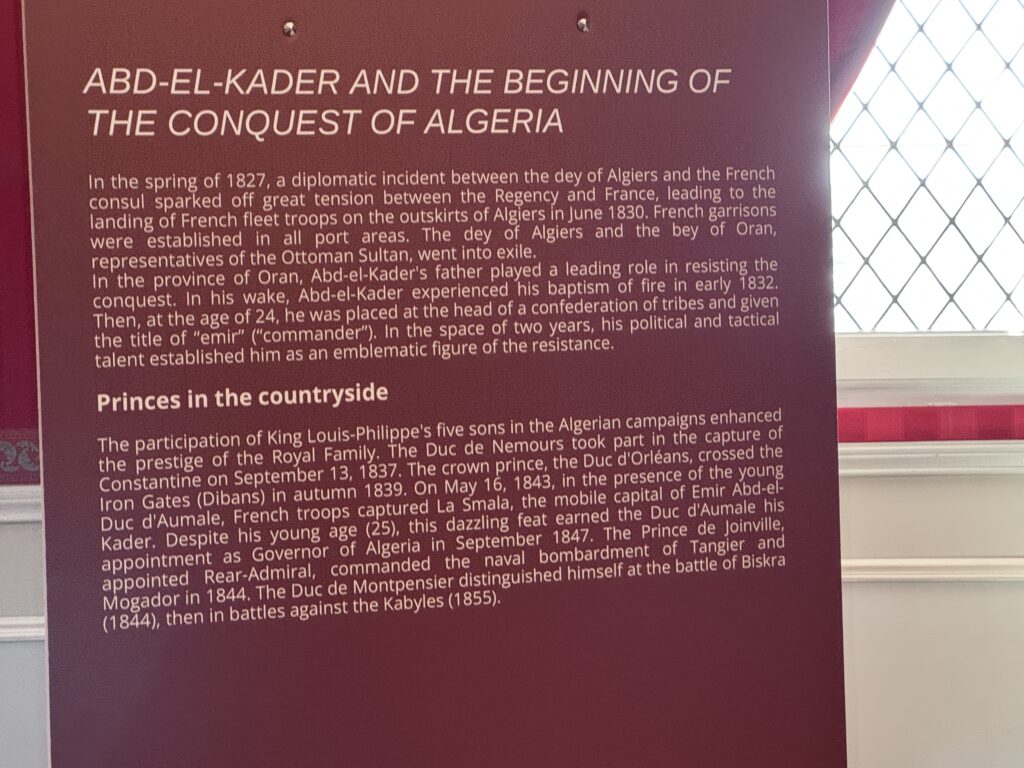 ABD-EL-KADER AND THE BEGINNING OF
THE CONQUEST OF ALGERIA
In the spring of 1827, a diplomatic incident between the dey of Algiers and the French
consul sparked off great tension between the Regency and France, leading to the
landing of French fleet troops on the outskirts of Algiers in June 1830. French garrisons
were established in all port areas. The dey of Algiers and the bey of Oran,
representatives of the Ottoman Sultan, went into exile.
In the province of Oran, Abd-el-Kader's father played a leading role in resisting the
conquest. In his wake, Abd-el-Kader experienced his baptism of fire in early 1832.
Then, at the age of 24, he was placed at the head of a confederation of tribes and given
the title of “emir” (“commander”). In the space of two years, his political and tactical
talent established him as an emblematic figure of the resistance.
Princes in the countryside
The participation of King Louis-Philippe's five sons in the Algerian campaigns enhanced
the prestige of the Royal Family. The Duc de Nemours took part in the capture of
Constantine on September 13, 1837. The crown prince, the Duc d'Orléans, crossed the
Iron Gates (Dibans) in autumn 1839. On May 16, 1843, in the presence of the young
Duc d'Aumale, French troops captured La Smala, the mobile capital of Emir Abd-el-
Kader. Despite his young age (25), this dazzling feat earned the Duc d'Aumale his
appointment as Governor of Algeria in September 1847. The Prince de Joinville,
appointed Rear-Admiral, commanded the naval bombardment of Tangier and
Mogador in 1844. The Duc de Montpensier distinguished himself at the battle of Biskra
(1844), then in battles against the Kabyles (1855).